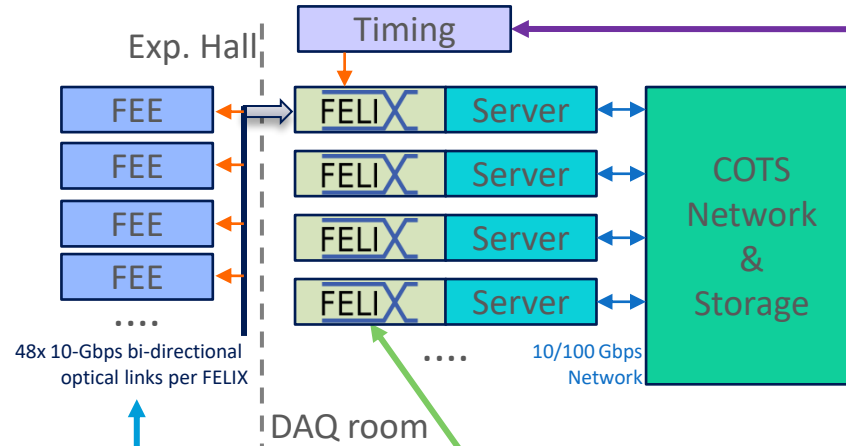 Exp. Hall
Timing
FEE
FELIX
Server
FEE
FELIX
Server
FEE
FELIX
Server
FEE
FELIX
Server
COTS
Network
&
Storage
....
....
48x 10-Gbps bi-directional
optical links per FELIX
10/100 Gbps
Network
DAQ room